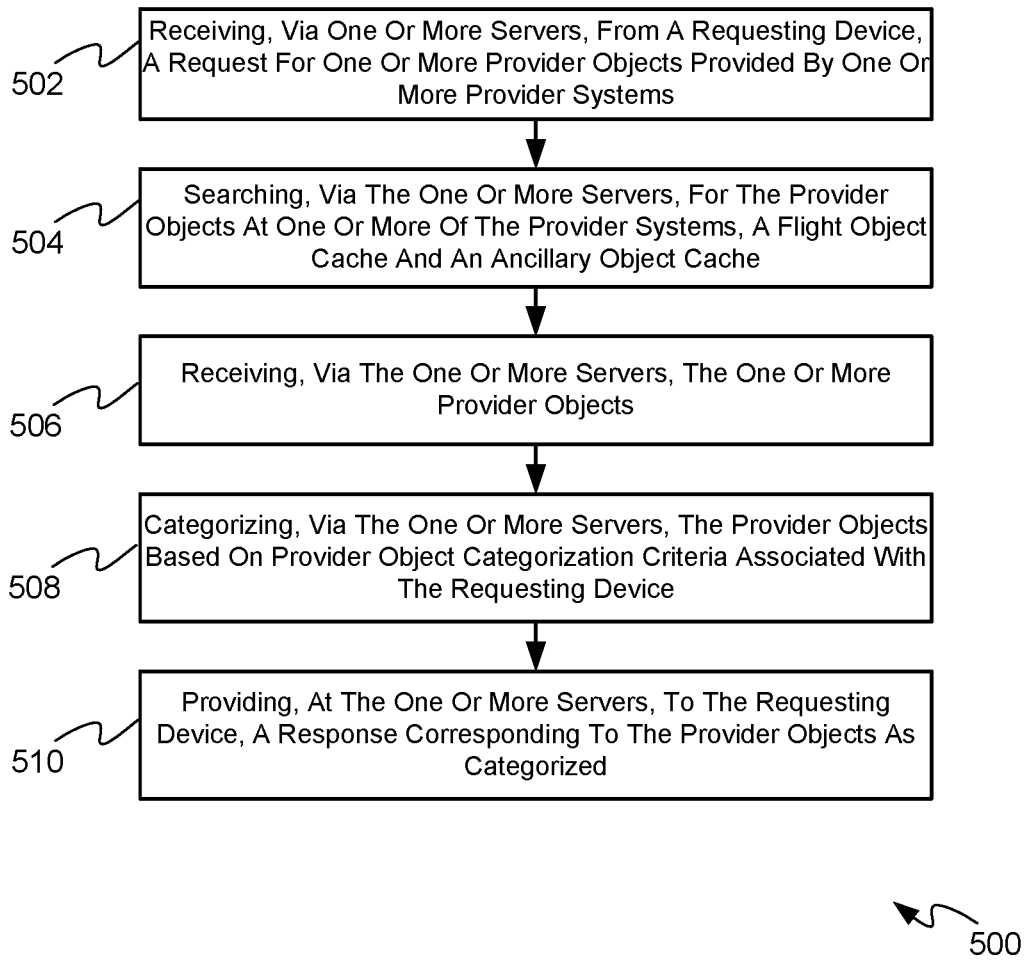 Receiving, Via One Or More Servers, From A Requesting Device,
A Request For One Or More Provider Objects Provided By One Or
More Provider Systems
502
Searching, Via The One Or More Servers, For The Provider
Objects At One Or More Of The Provider Systems, A Flight Object
Cache And An Ancillary Object Cache
504
Receiving, Via The One Or More Servers, The One Or More
Provider Objects
506
Categorizing, Via The One Or More Servers, The Provider Objects
Based On Provider Object Categorization Criteria Associated With
The Requesting Device
508
Providing, At The One Or More Servers, To The Requesting
Device, A Response Corresponding To The Provider Objects As
Categorized
510
500